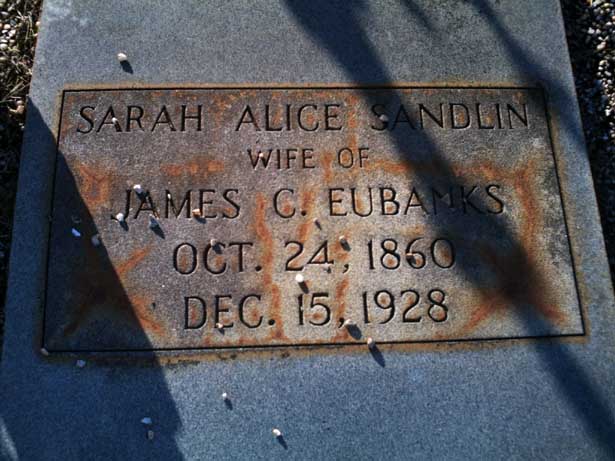 SARAH ALICE SANDLIN
WIFE OF
JAMES C. EUBANKS
OCT. 24, 1860
DEC. 15, 1928